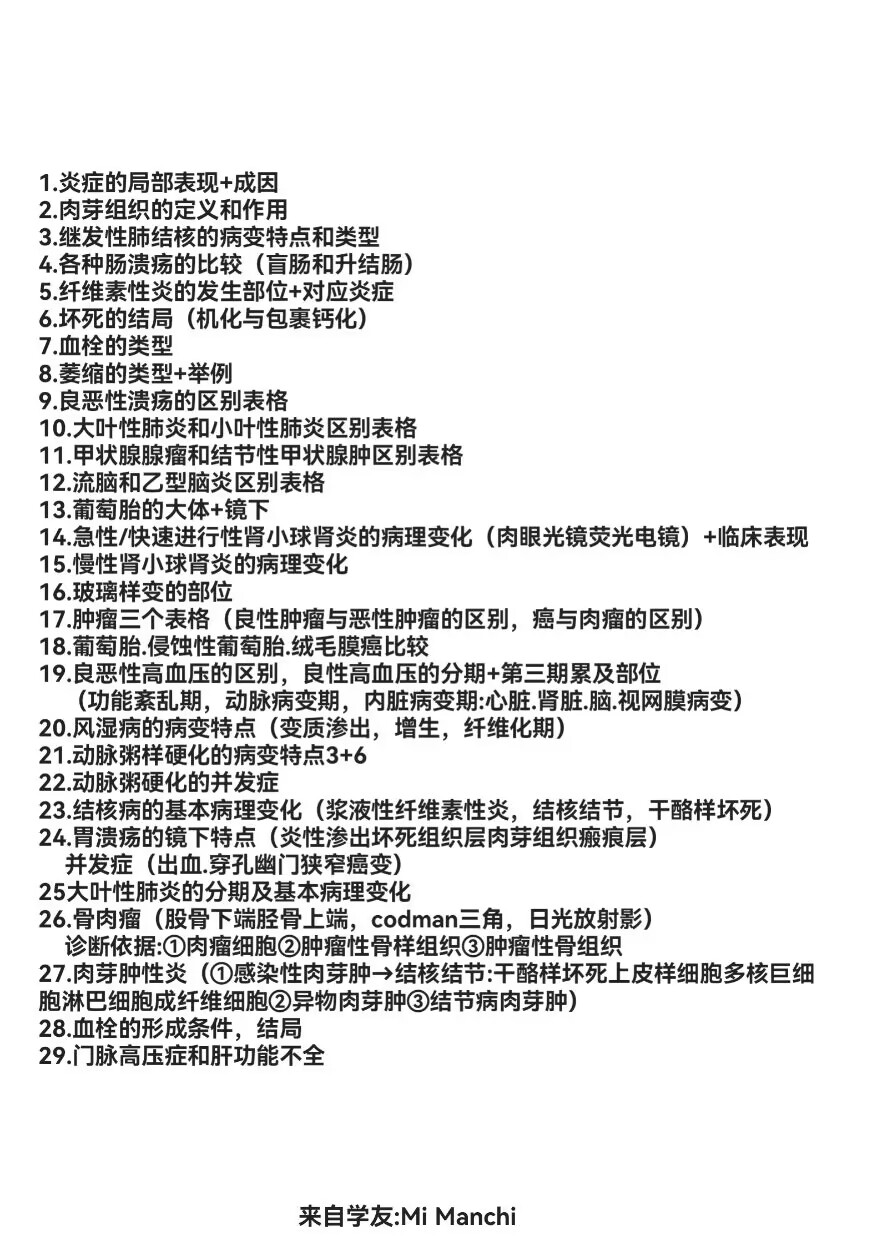 1.炎症的局部表现+成因
2.肉芽组织的定义和作用
3.继发性肺结核的病变特点和类型
4.各种肠溃疡的比较（盲肠和升结肠）
5.纤维素性炎的发生部位+对应炎症
6.坏死的结局（机化与包裹钙化）
7.血栓的类型
8.萎缩的类型+举例
9.良恶性溃疡的区别表格
10.大叶性肺炎和小叶性肺炎区别表格
11.甲状腺腺瘤和结节性甲状腺肿区别表格
12.流脑和乙型脑炎区别表格
13.葡萄胎的大体+镜下
14.急性/快速进行性肾小球肾炎的病理变化（肉眼光镜荧光电镜）+临床表现
15.慢性肾小球肾炎的病理变化
16.玻璃样变的部位
17.肿瘤三个表格（良性肿瘤与恶性肿瘤的区别，癌与肉瘤的区别）
18.葡萄胎.侵蚀性葡萄胎.绒毛膜癌比较
19.良恶性高血压的区别，良性高血压的分期+第三期累及部位
（功能紊乱期，动脉病变期，内脏病变期:心脏.肾脏.脑.视网膜病变）
20.风湿病的病变特点（变质渗出，增生，纤维化期）
21.动脉粥样硬化的病变特点3+6
22.动脉粥硬化的并发症
23.结核病的基本病理变化（浆液性纤维素性炎，结核结节，干酪样坏死）
24.胃溃疡的镜下特点（炎性渗出坏死组织层肉芽组织瘢痕层）
并发症（出血.穿孔幽门狭窄癌变）
25大叶性肺炎的分期及基本病理变化
26.骨肉瘤（股骨下端胫骨上端，codman三角，日光放射影）
诊断依据:①肉瘤细胞②肿瘤性骨样组织③肿瘤性骨组织
27.肉芽肿性炎（①感染性肉芽肿→结核结节:干酪样坏死上皮样细胞多核巨细
胞淋巴细胞成纤维细胞②异物肉芽肿③结节病肉芽肿）
28.血栓的形成条件，结局
29.门脉高压症和肝功能不全
来自学友:Mi Manchi